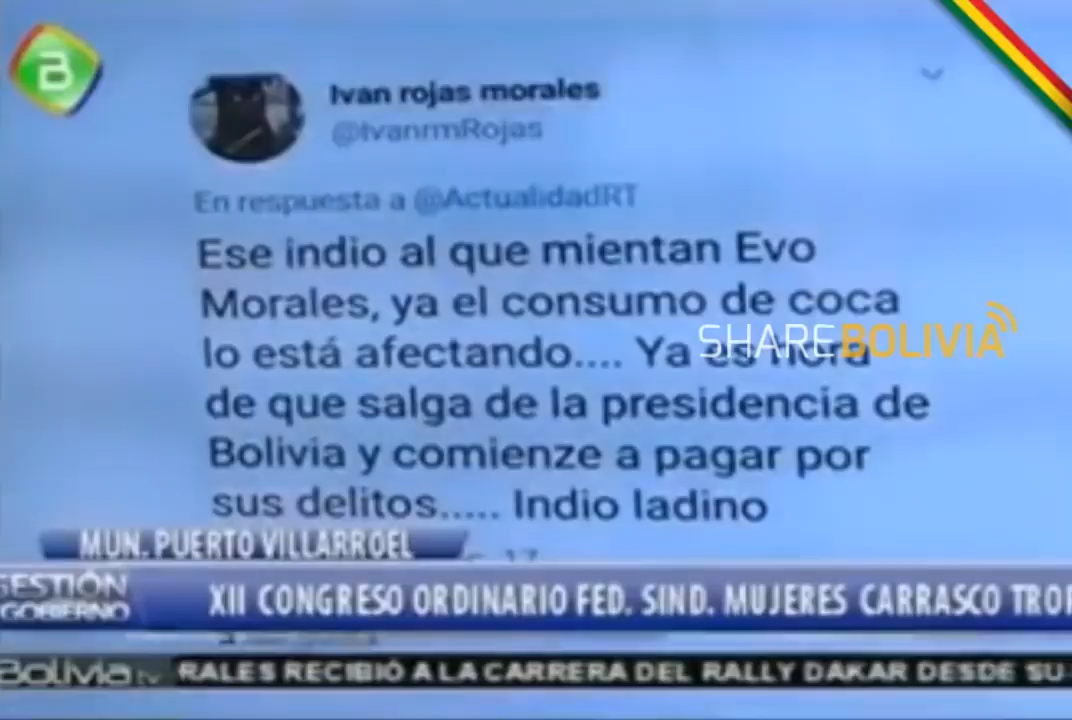 B
Ivan rojas morales
@IvanrmRojas
En respuesta a @ActualidadRT
Ese indio al que mientan Evo
Morales, ya el consumo de coca
lo está afectando.... Ya es hora
SHAREBOLIVIA
de que salga de la presidencia de
Bolivia y comienze a pagar por
sus delitos..... Indio ladino
MUN. PUERTO VILLARROEL
GESTIÓN
GOBIERNO
XII CONGRESO ORDINARIO FED. SIND. MUJERES CARRASCO TROP
Bolivia tv
RALES RECIBIÓ A LA CARRERA DEL RALLY DAKAR DESDE SU